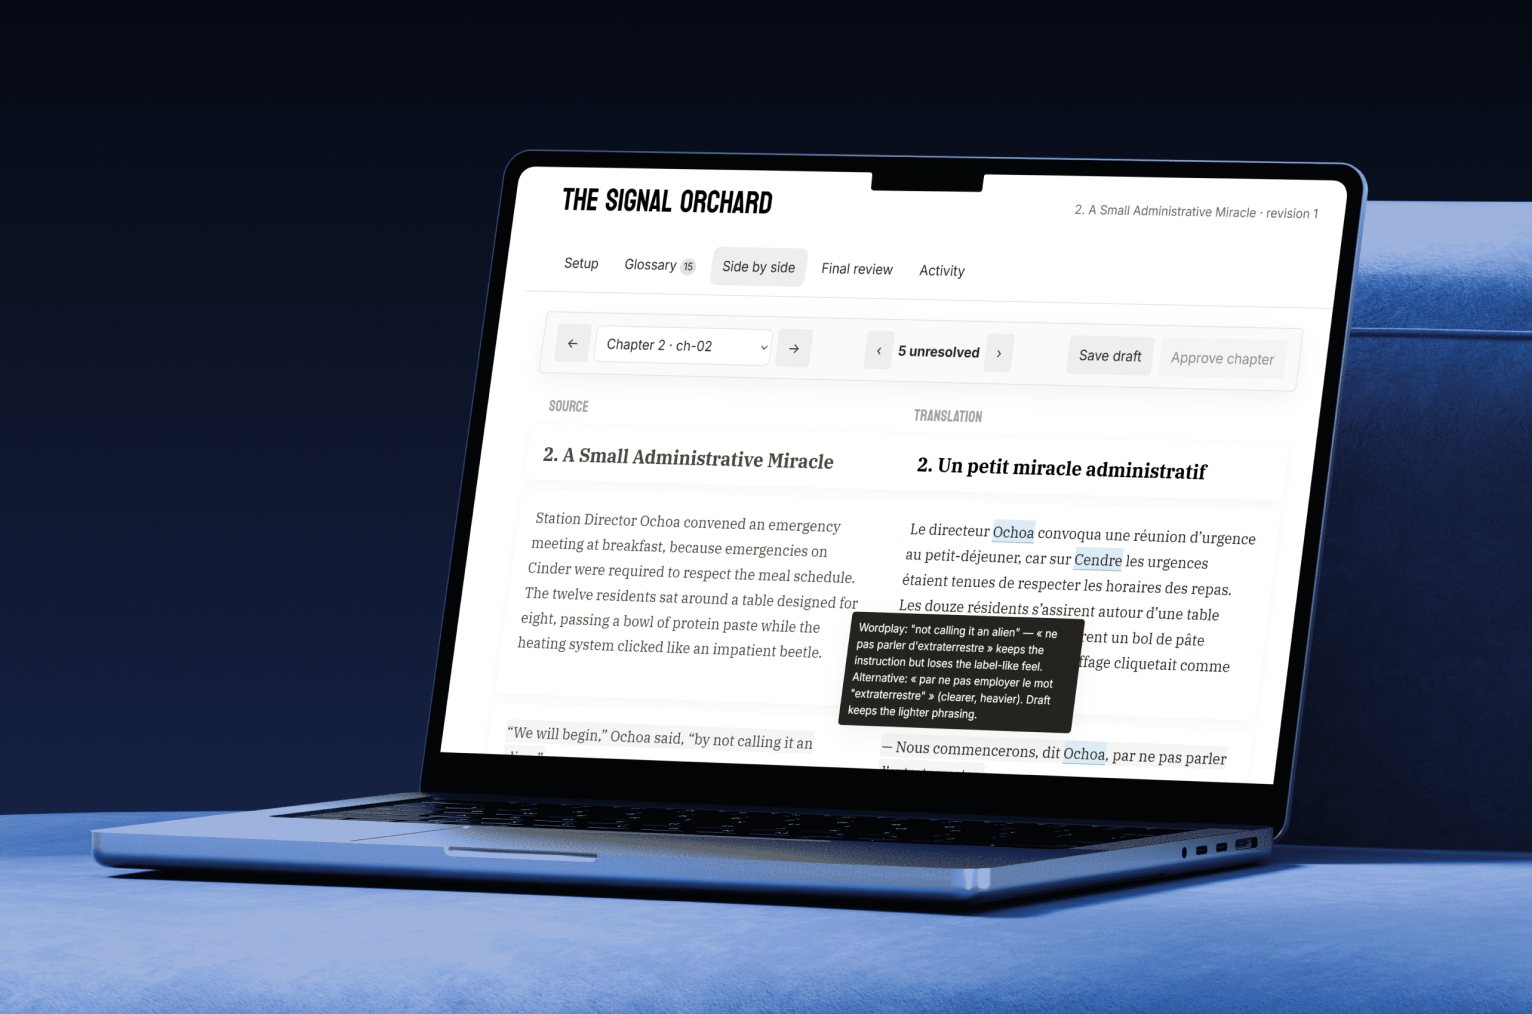 THE SIGNAL ORCHARD
2. A Small Administrative Miracle · revision 1
Setup
Glossary 15
Side by side
Final review
Activity
←
Chapter 2 · ch-02
→
‹ 5 unresolved ›
Save draft
Approve chapter
SOURCE
2. A Small Administrative Miracle
Station Director Ochoa convened an emergency
meeting at breakfast, because emergencies on
Cinder were required to respect the meal schedule.
The twelve residents sat around a table designed for
eight, passing a bowl of protein paste while the
heating system clicked like an impatient beetle.
“We will begin,” Ochoa said, “by not calling it an
TRANSLATION
2. Un petit miracle administratif
Le directeur Ochoa convoqua une réunion d’urgence
au petit-déjeuner, car sur Cendre les urgences
étaient tenues de respecter les horaires des repas.
Les douze résidents s’assirent autour d’une table
rent un bol de pâte
ffage cliquetait comme
— Nous commencerons, dit Ochoa, par ne pas parler
Wordplay: "not calling it an alien" — « ne
pas parler d'extraterrestre » keeps the
instruction but loses the label-like feel.
Alternative: « par ne pas employer le mot
"extraterrestre" » (clearer, heavier). Draft
keeps the lighter phrasing.